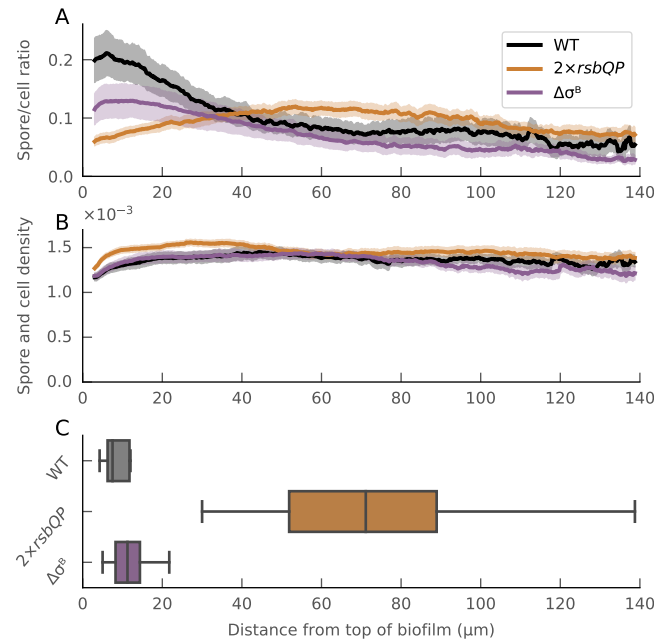 A
Spore/cell ratio
0.2
0.1
0.0
WT
2×rsbQP
Δσᴮ
0 20 40 60 80 100 120 140
B
×10⁻³
Spore and cell density
1.5
1.0
0.5
0.0
0 20 40 60 80 100 120 140
C
WT
2×rsbQP
Δσᴮ
0 20 40 60 80 100 120 140
Distance from top of biofilm (μm)